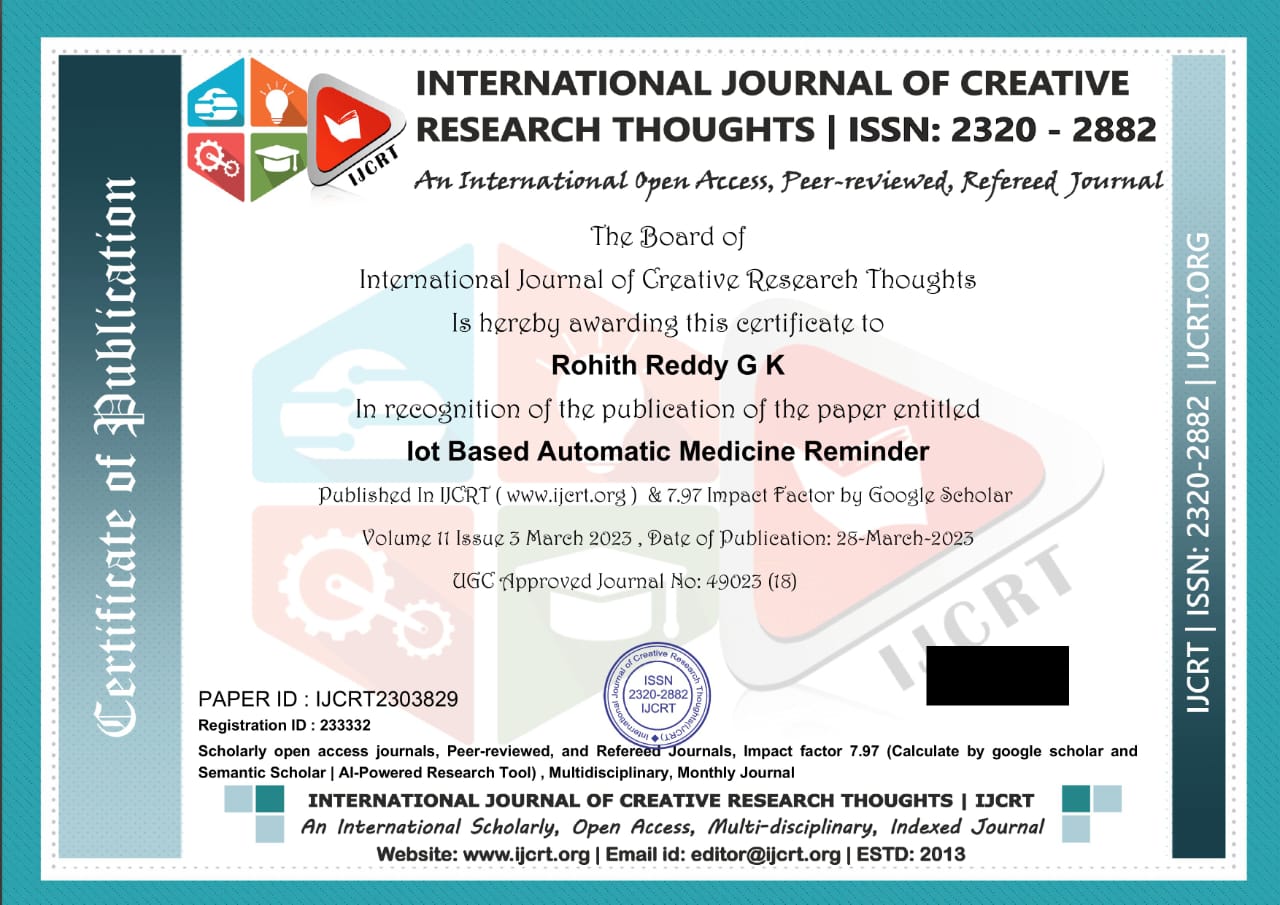 INTERNATIONAL JOURNAL OF CREATIVE
RESEARCH THOUGHTS | ISSN: 2320 - 2882
An International Open Access, Peer-reviewed, Refereed Journal
IJCRT
The Board of
International Journal of Creative Research Thoughts
Is hereby awarding this certificate to
Rohith Reddy G K
In recognition of the publication of the paper entitled
Iot Based Automatic Medicine Reminder
Published In IJCRT ( www.ijcrt.org ) & 7.97 Impact Factor by Google Scholar
Volume 11 Issue 3 March 2023 , Date of Publication: 28-March-2023
UGC Approved Journal No: 49023 (18)
IJCRT
Certificate of Publication
IJCRT | ISSN: 2320-2882 | IJCRT.ORG
International Journal of Creative Research Thoughts(IJCRT)
ISSN
2320-2882
IJCRT
PAPER ID : IJCRT2303829
Registration ID : 233332
Scholarly open access journals, Peer-reviewed, and Refereed Journals, Impact factor 7.97 (Calculate by google scholar and
Semantic Scholar | AI-Powered Research Tool) , Multidisciplinary, Monthly Journal
INTERNATIONAL JOURNAL OF CREATIVE RESEARCH THOUGHTS | IJCRT
An International Scholarly, Open Access, Multi-disciplinary, Indexed Journal
Website: www.ijcrt.org | Email id: editor@ijcrt.org | ESTD: 2013